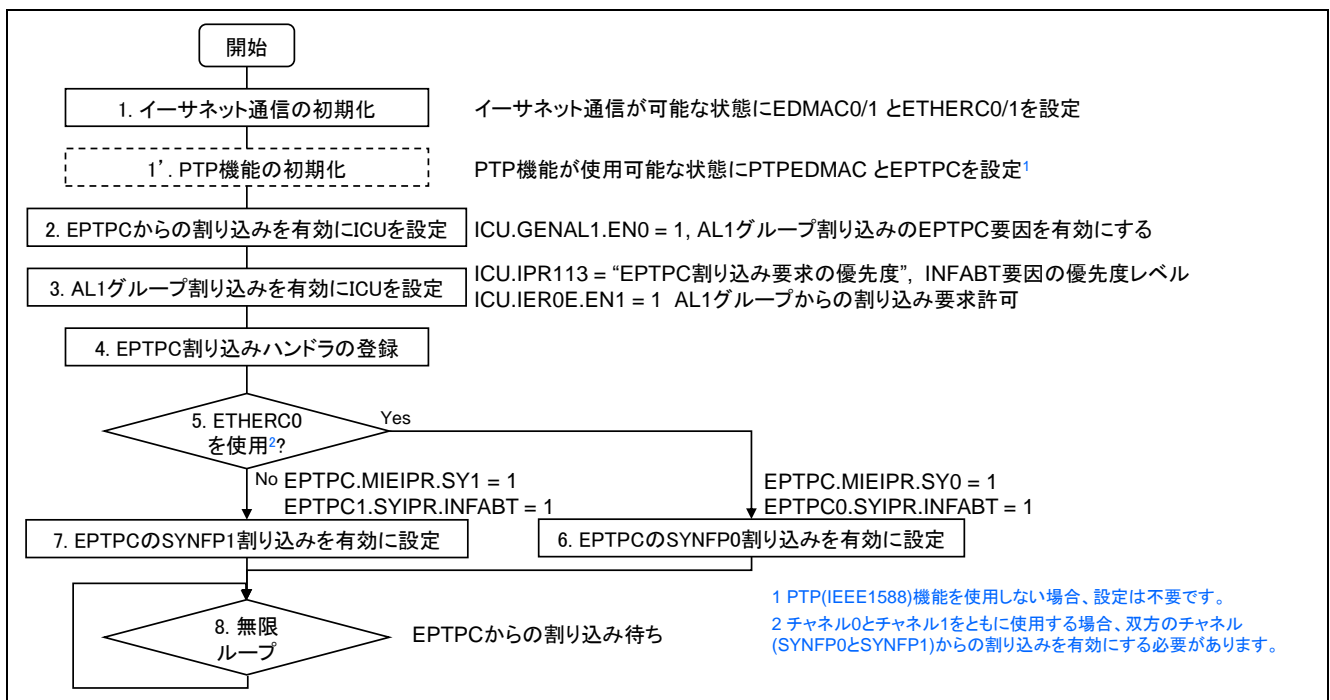 開始
1. イーサネット通信の初期化
イーサネット通信が可能な状態にEDMAC0/1 とETHERC0/1を設定
1’. PTP機能の初期化
PTP機能が使用可能な状態にPTPEDMAC とEPTPCを設定1
2. EPTPCからの割り込みを有効にICUを設定
ICU.GENAL1.EN0 = 1, AL1グループ割り込みのEPTPC要因を有効にする
3. AL1グループ割り込みを有効にICUを設定
ICU.IPR113 = “EPTPC割り込み要求の優先度”, INFABT要因の優先度レベル
ICU.IER0E.EN1 = 1 AL1グループからの割り込み要求許可
4. EPTPC割り込みハンドラの登録
5. ETHERC0
を使用2?
Yes
No
EPTPC.MIEIPR.SY1 = 1
EPTPC1.SYIPR.INFABT = 1
EPTPC.MIEIPR.SY0 = 1
EPTPC0.SYIPR.INFABT = 1
7. EPTPCのSYNFP1割り込みを有効に設定
6. EPTPCのSYNFP0割り込みを有効に設定
8. 無限
ループ
EPTPCからの割り込み待ち
1 PTP(IEEE1588)機能を使用しない場合、設定は不要です。
2 チャネル0とチャネル1をともに使用する場合、双方のチャネル
(SYNFP0とSYNFP1)からの割り込みを有効にする必要があります。